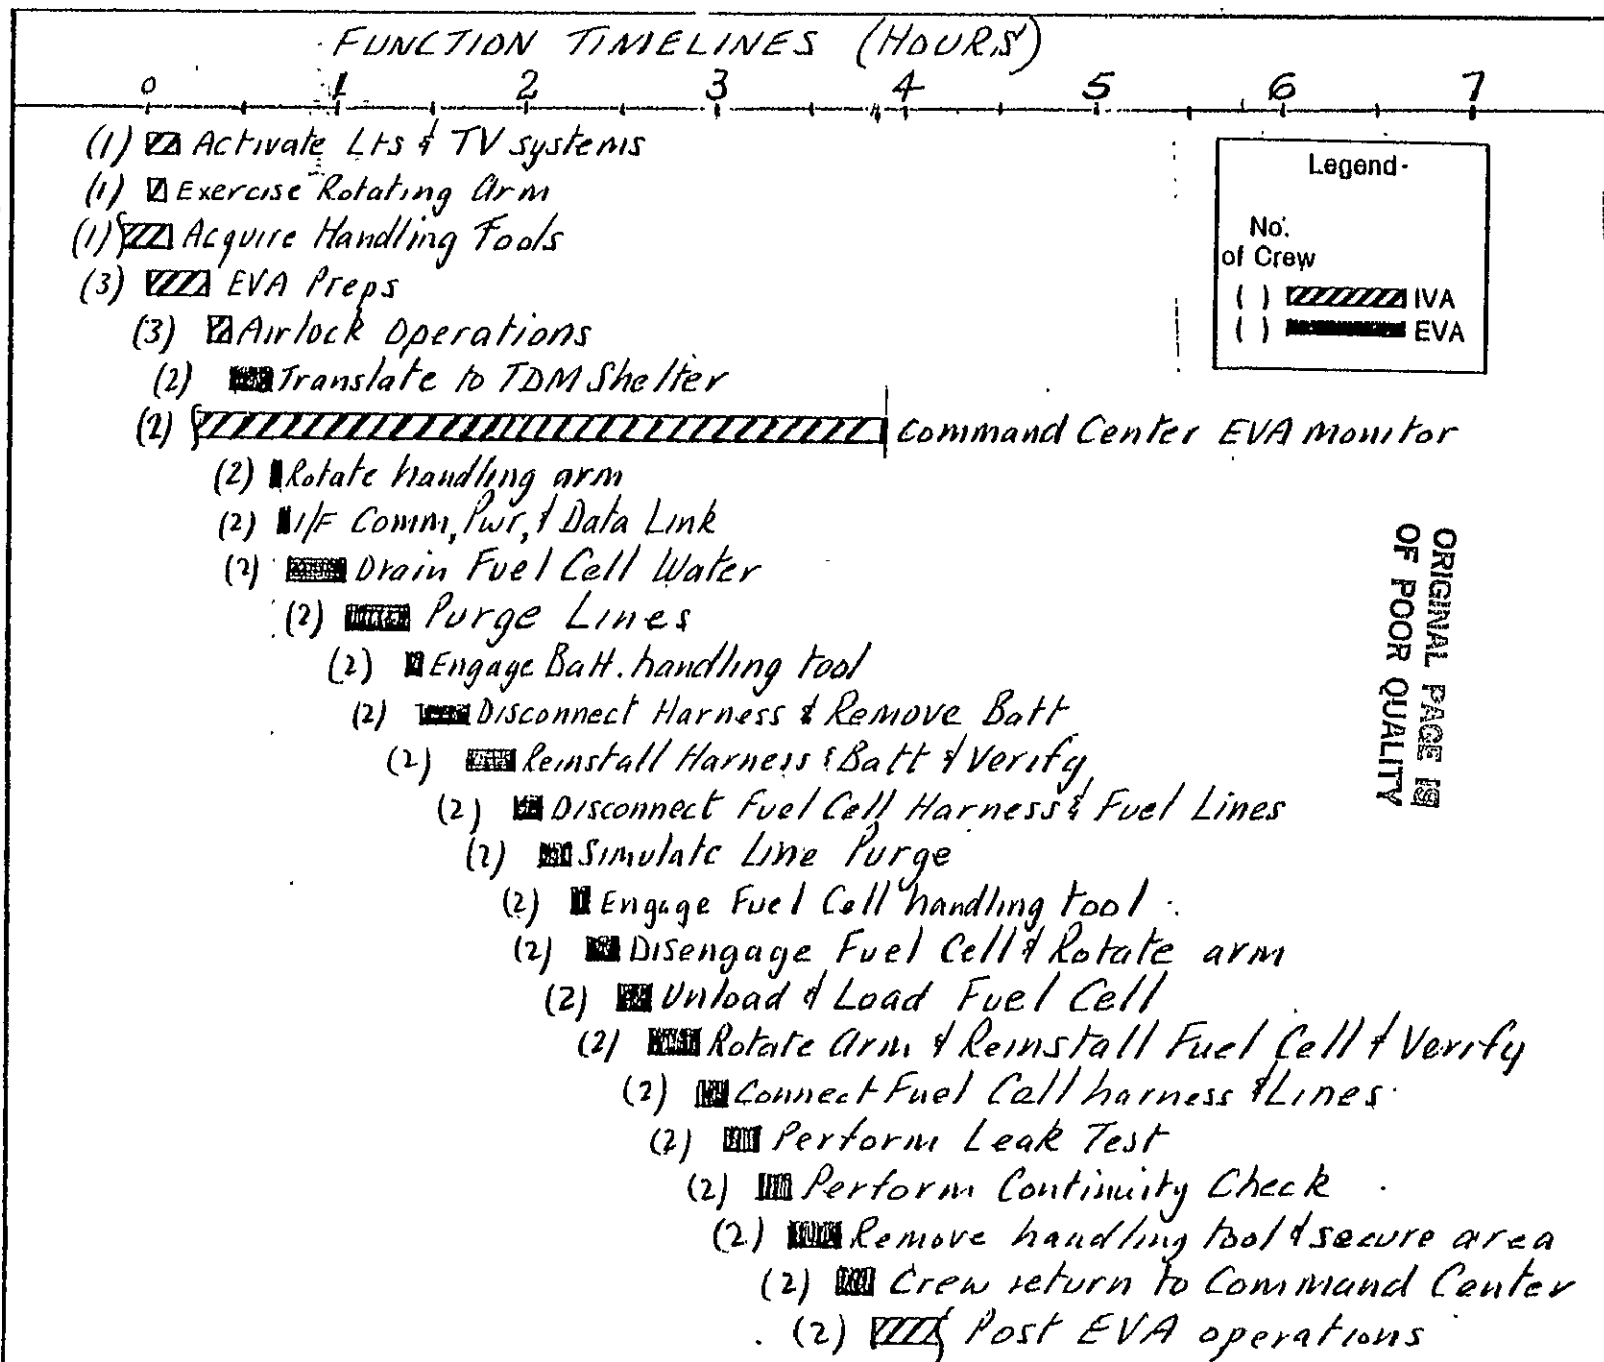 FUNCTION TIMELINES (HOURS)
0 1 2 3 4 5 6 7
(1) Activate Lts & TV systems
(1) Exercise Rotating Arm
(1) Acquire Handling Tools
(3) EVA Preps
(3) Airlock Operations
(2) Translate to TDM Shelter
(2) Command Center EVA monitor
(2) Rotate handling arm
(2) I/F Comm, Pwr, & Data Link
(2) Drain Fuel Cell Water
(2) Purge Lines
(2) Engage Batt. handling tool
(2) Disconnect Harness & Remove Batt
(2) Reinstall Harness & Batt & Verify
(2) Disconnect Fuel Cell Harness & Fuel Lines
(2) Simulate Line Purge
(2) Engage Fuel Cell handling tool
(2) Disengage Fuel Cell & Rotate arm
(2) Unload & Load Fuel Cell
(2) Rotate Arm & Reinstall Fuel Cell & Verify
(2) Connect Fuel Cell harness & Lines
(2) Perform Leak Test
(2) Perform Continuity Check
(2) Remove handling tool & secure area
(2) Crew return to Command Center
(2) Post EVA operations
Legend
No.
of Crew
( ) IVA
( ) EVA
ORIGINAL PAGE IS
OF POOR QUALITY